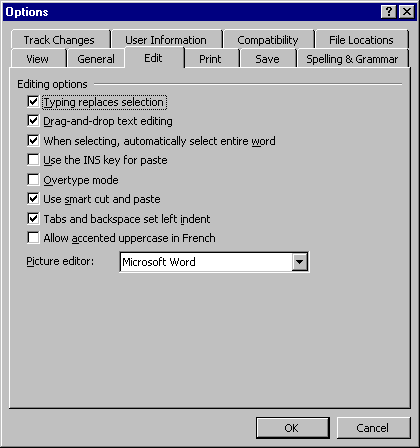 Options
Track Changes User Information Compatibility File Locations
View General Edit Print Save Spelling & Grammar
Editing options
Typing replaces selection
Drag-and-drop text editing
When selecting, automatically select entire word
Use the INS key for paste
Overtype mode
Use smart cut and paste
Tabs and backspace set left indent
Allow accented uppercase in French
Picture editor: Microsoft Word
OK Cancel